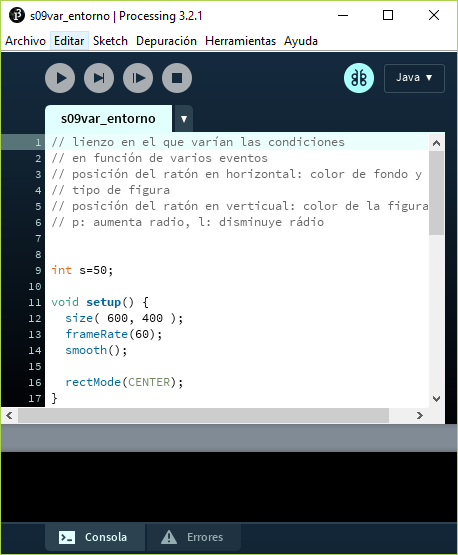 s09var_entorno | Processing 3.2.1
Archivo Editar Sketch Depuración Herramientas Ayuda
Java ▾
s09var_entorno ▾
1 // lienzo en el que varían las condiciones
2 // en función de varios eventos
3 // posición del ratón en horizontal: color de fondo y
4 // tipo de figura
5 // posición del ratón en verticual: color de la figura
6 // p: aumenta radio, l: disminuye rádio
7
8
9 int s=50;
10
11 void setup() {
12 size( 600, 400 );
13 frameRate(60);
14 smooth();
15
16 rectMode(CENTER);
17 }
Consola Errores